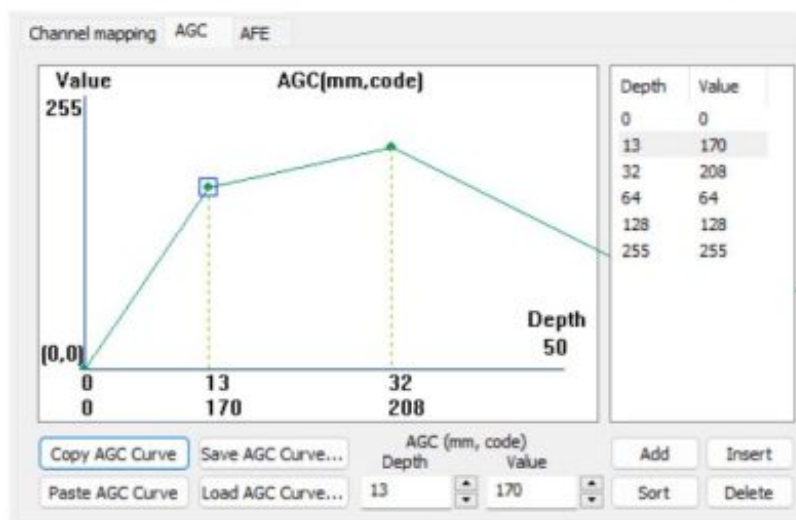 Channel mapping AGC AFE
Value AGC(mm,code)
255
Depth
50
(0,0)
0 13 32
0 170 208
Depth Value
0 0
13 170
32 208
64 64
128 128
255 255
AGC (mm, code)
Copy AGC Curve Save AGC Curve... Depth Value Add Insert
Paste AGC Curve Load AGC Curve... 13 170 Sort Delete